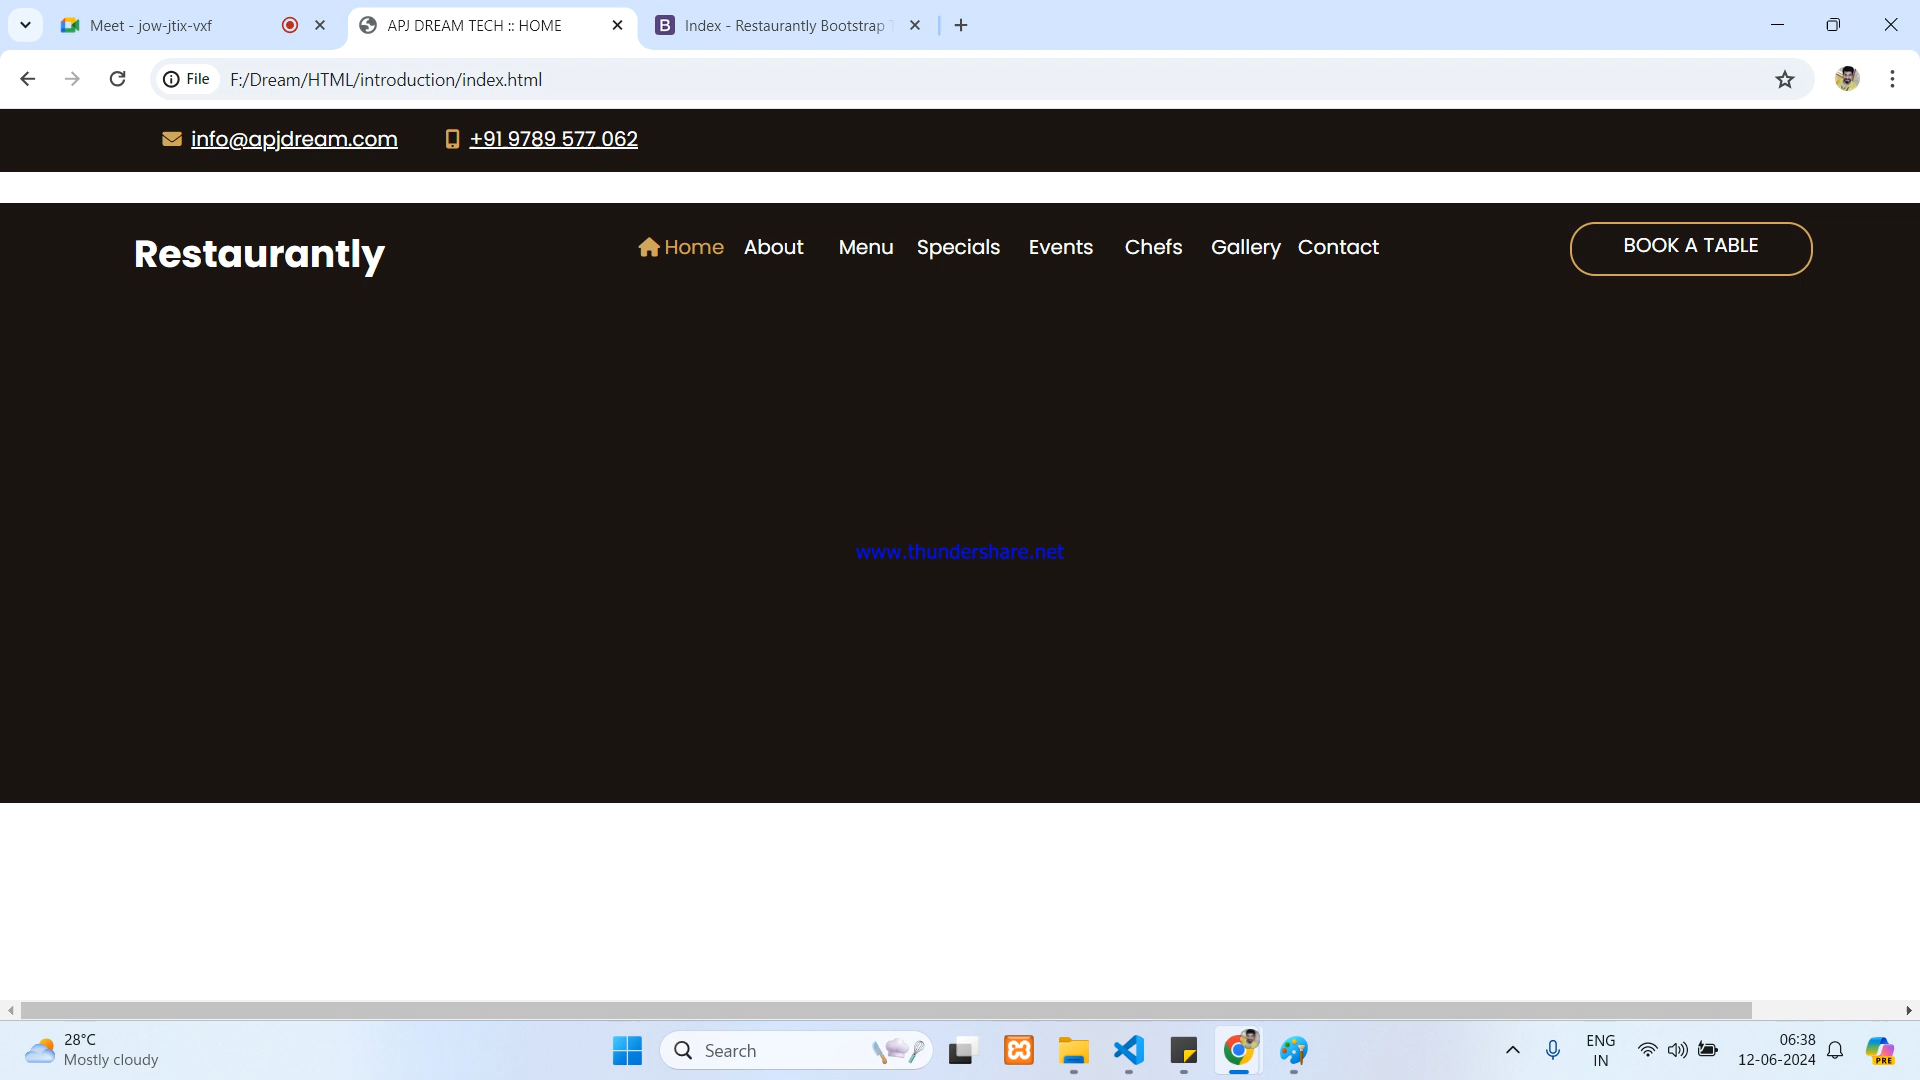 Meet - jow-jtix-vxf
APJ DREAM TECH :: HOME
Index - Restaurantly Bootstrap
File
F:/Dream/HTML/introduction/index.html
info@apjdream.com
+91 9789 577 062
Restaurantly
Home
About
Menu
Specials
Events
Chefs
Gallery
Contact
BOOK A TABLE
www.thundershare.net
28°C
Mostly cloudy
Search
ENG
IN
06:38
12-06-2024
PRE